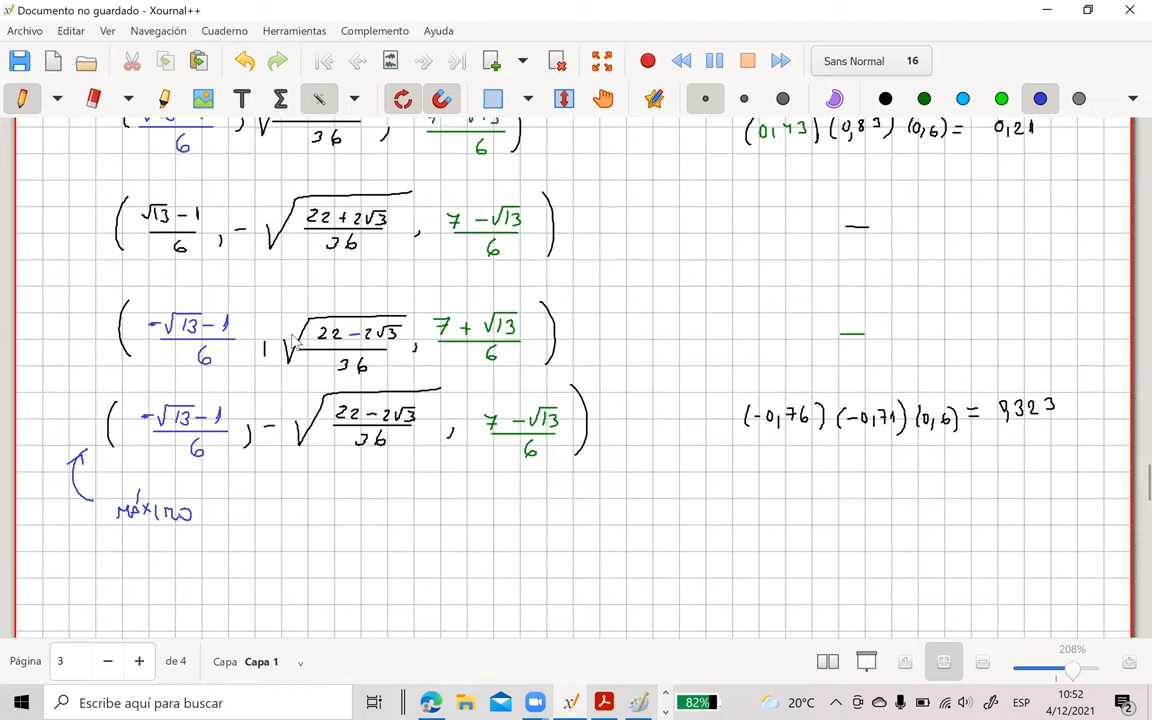 Documento no guardado - Xournal++
Archivo Editar Ver Navegación Cuaderno Herramientas Complemento Ayuda
Sans Normal 16
6 , √ 36 , 6 ) (0,43) (0,83) (0,6) = 0,21
( √13 - 1 / 6 , - √ 22 + 2√3 / 36 , 7 - √13 / 6 ) —
( -√13 - 1 / 6 , √ 22 - 2√3 / 36 , 7 + √13 / 6 ) —
( -√13 - 1 / 6 , - √ 22 - 2√3 / 36 , 7 - √13 / 6 ) (-0,76) (-0,71) (0,6) = 0,323
MÁXIMO
Página 3 de 4 Capa Capa 1 208%
Escribe aquí para buscar 82% 20°C ESP 10:52
4/12/2021 2